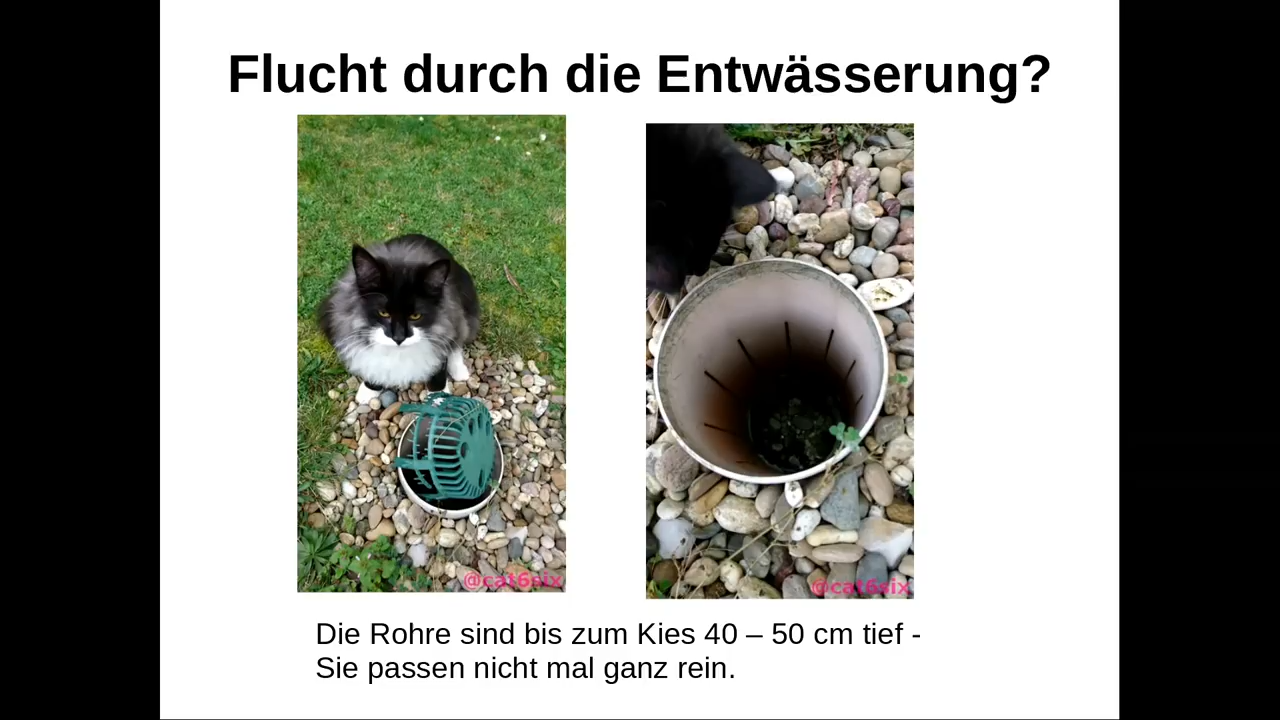 Flucht durch die Entwässerung?
@cat6six
@cat6six
Die Rohre sind bis zum Kies 40 – 50 cm tief -
Sie passen nicht mal ganz rein.